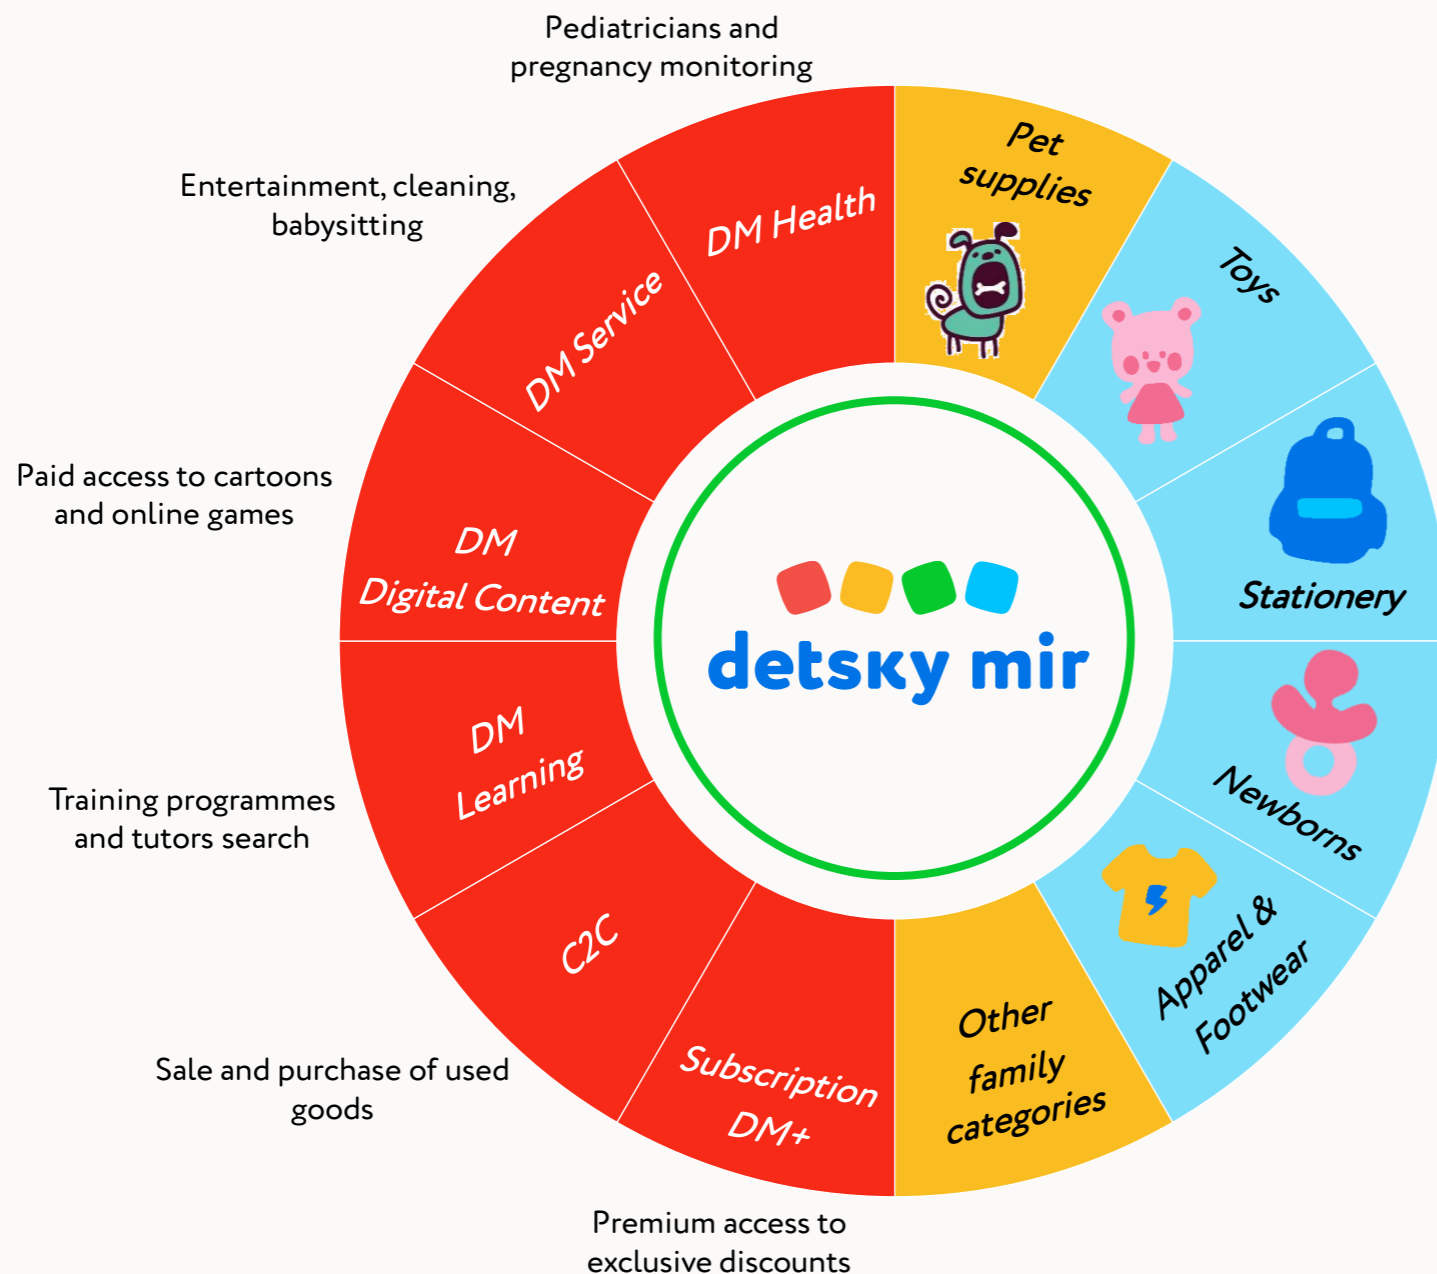 Pediatricians and
pregnancy monitoring
Entertainment, cleaning,
babysitting
Paid access to cartoons
and online games
Training programmes
and tutors search
Sale and purchase of used
goods
Premium access to
exclusive discounts
DM Health
DM Service
DM
Digital Content
DM
Learning
C2C
Subscription
DM+
Pet
supplies
Toys
Stationery
Newborns
Apparel &
Footwear
Other
family
categories
detsky mir